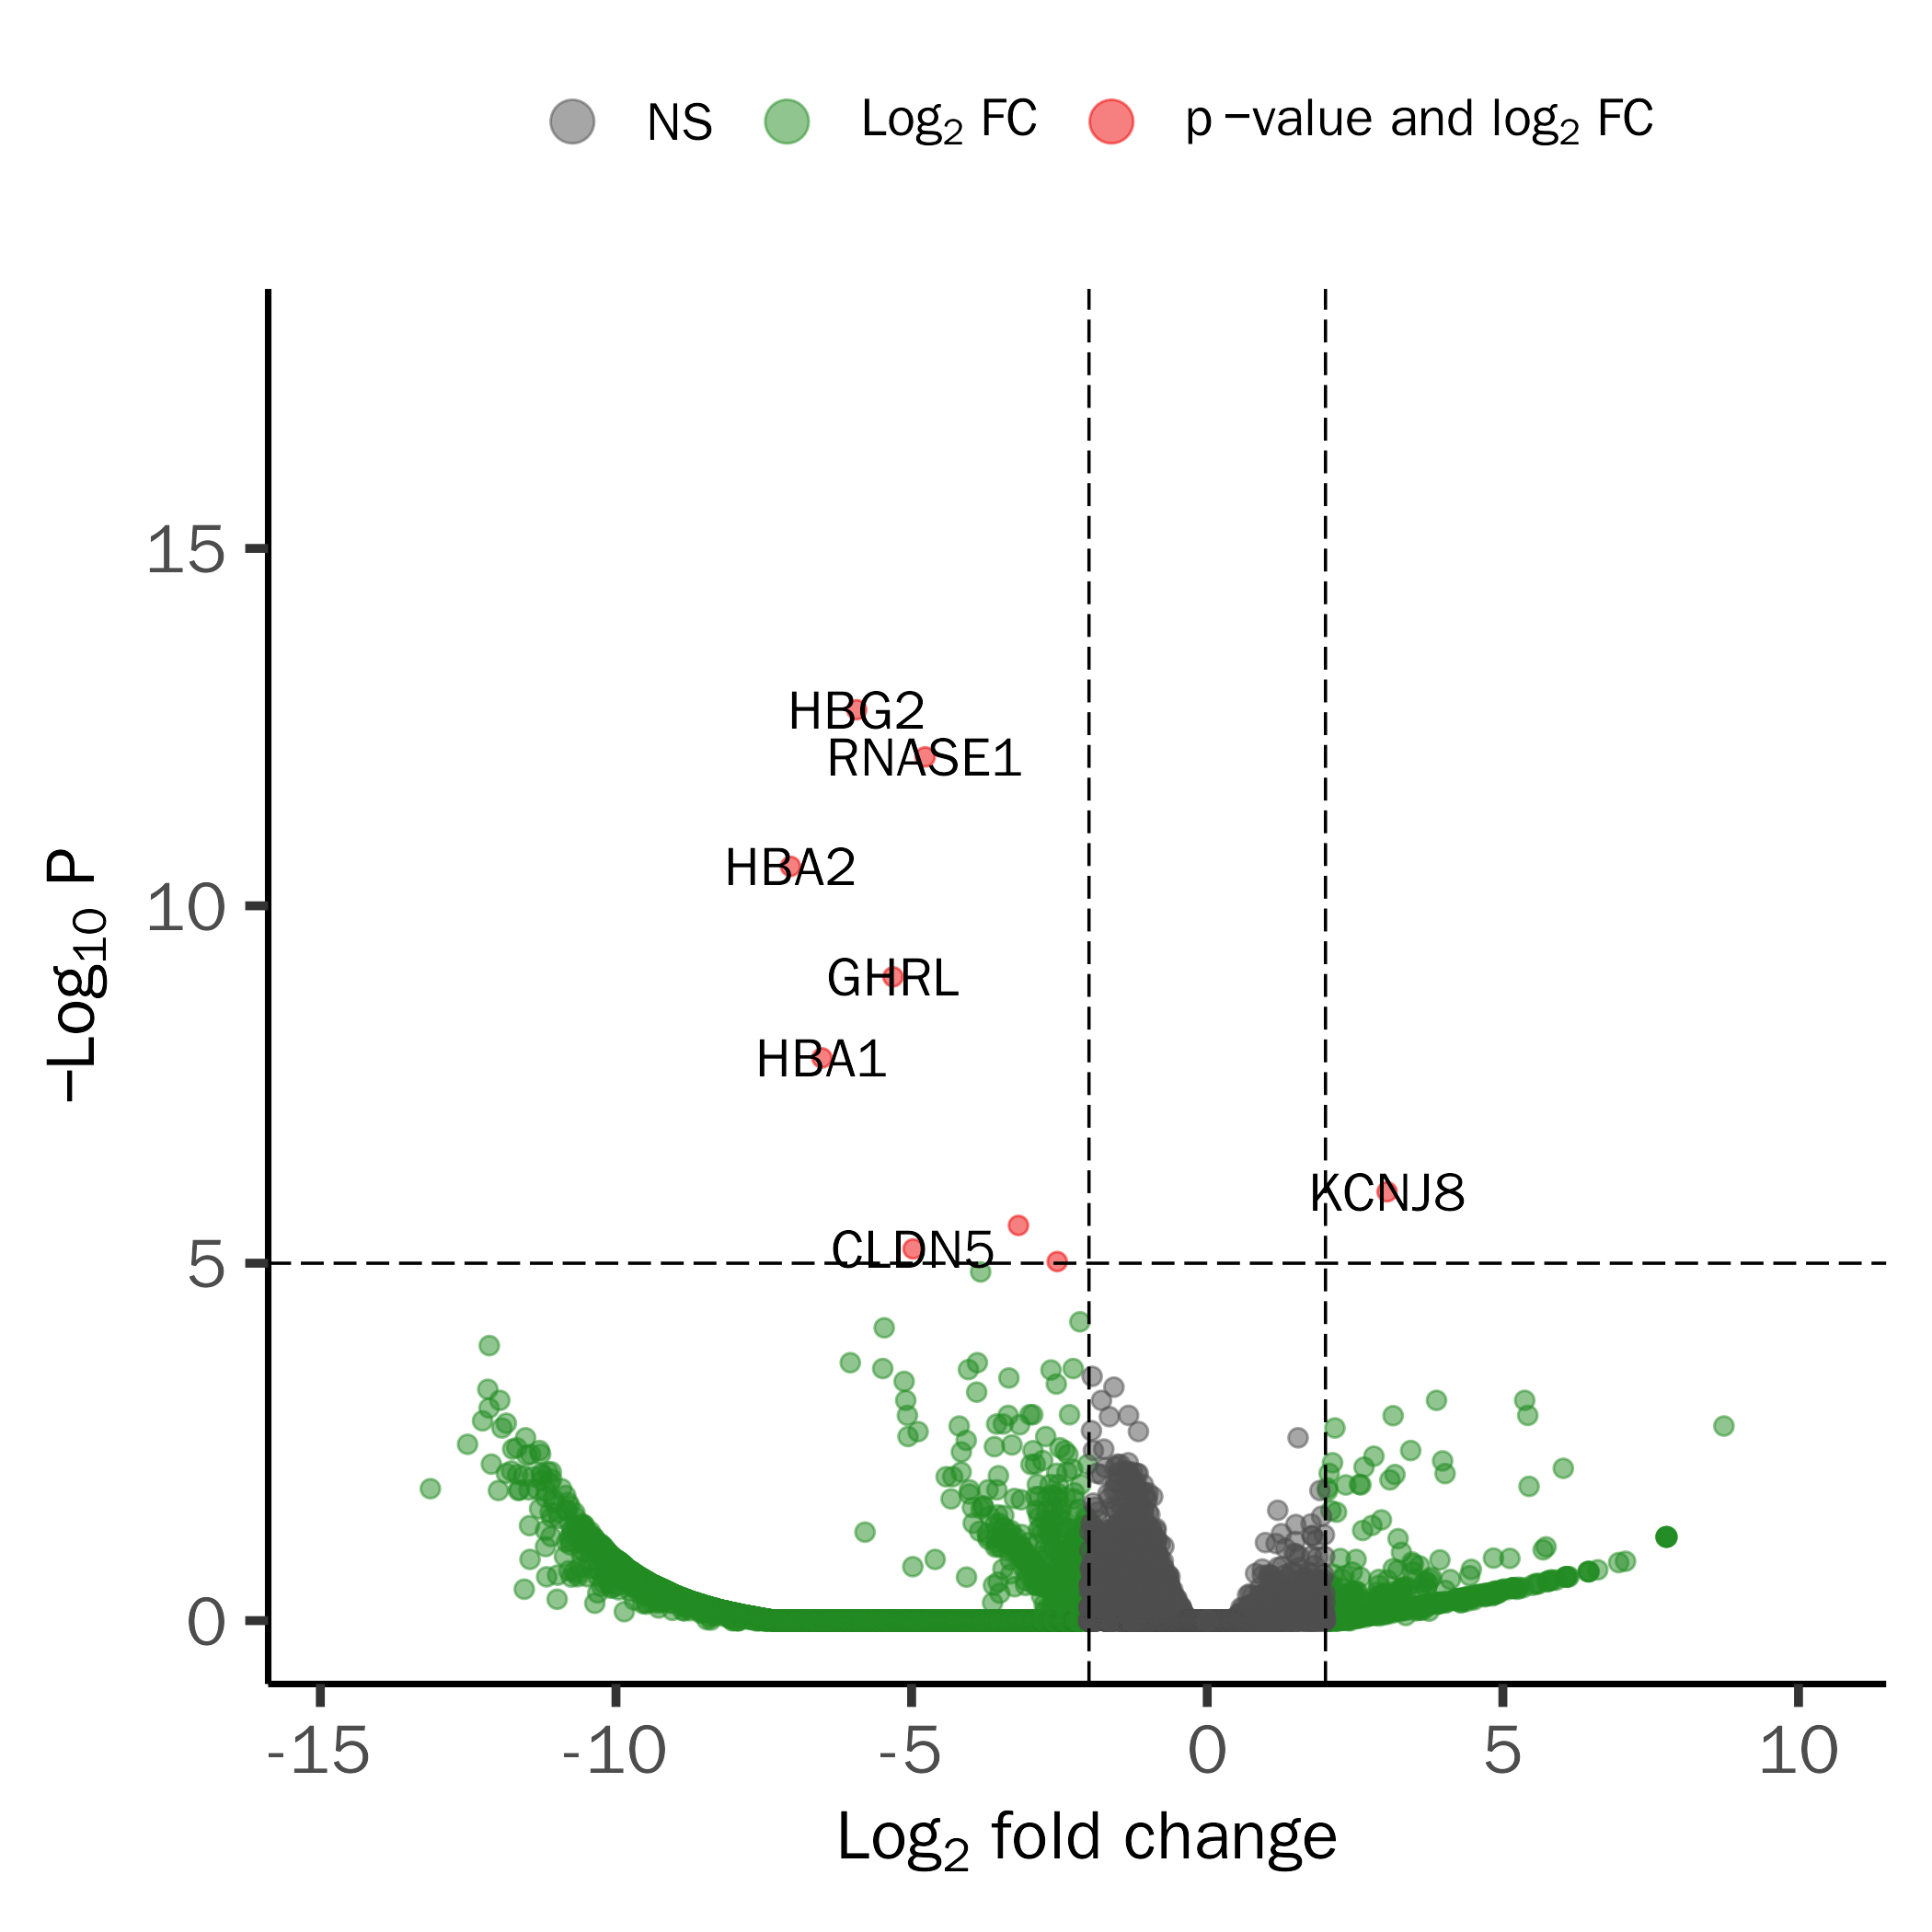 NS Log₂ FC p −value and log₂ FC
−Log₁₀ P
15
10
5
0
HBG2
RNASE1
HBA2
GHRL
HBA1
KCNJ8
CLDN5
-15 -10 -5 0 5 10
Log₂ fold change